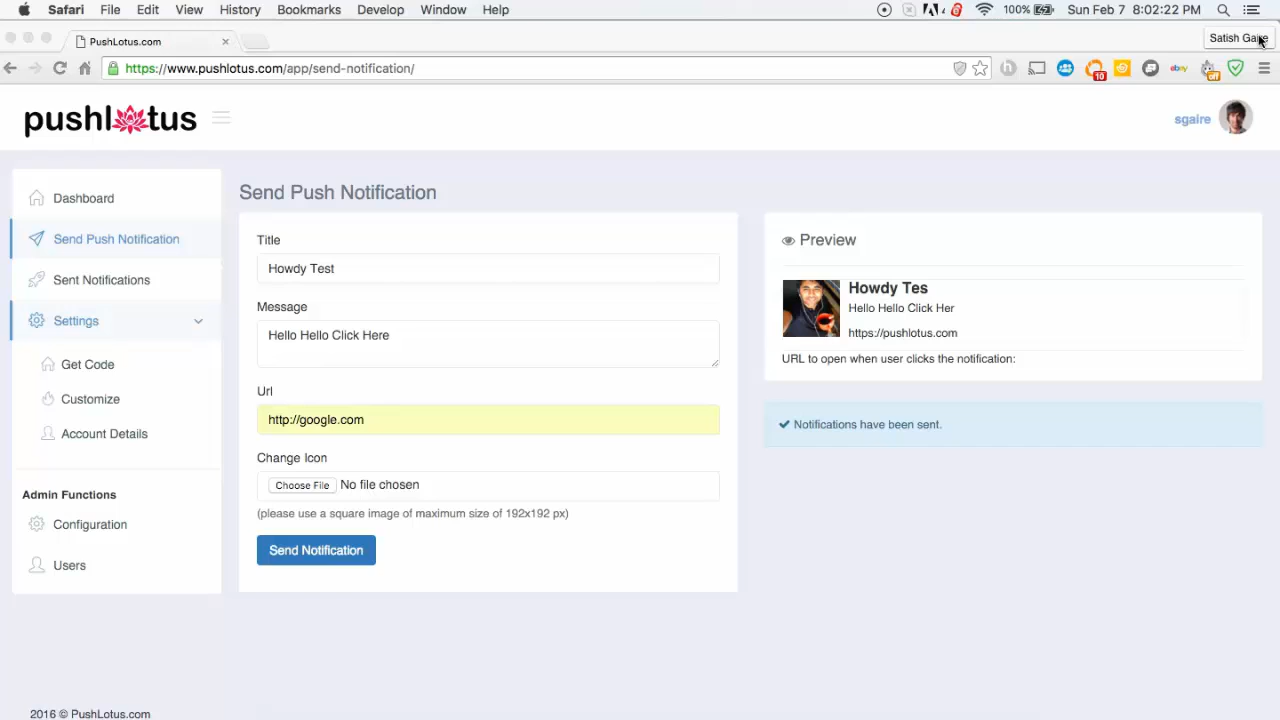 Safari File Edit View History Bookmarks Develop Window Help 4 100% Sun Feb 7 8:02:22 PM
PushLotus.com
Satish Gaire
https://www.pushlotus.com/app/send-notification/
h 10 ebay off
pushlotus
sgaire
Dashboard
Send Push Notification
Sent Notifications
Settings
Get Code
Customize
Account Details
Admin Functions
Configuration
Users
Send Push Notification
Title
Howdy Test
Message
Hello Hello Click Here
Url
http://google.com
Change Icon
Choose File No file chosen
(please use a square image of maximum size of 192x192 px)
Send Notification
Preview
Howdy Tes
Hello Hello Click Her
https://pushlotus.com
URL to open when user clicks the notification:
Notifications have been sent.
2016 © PushLotus.com